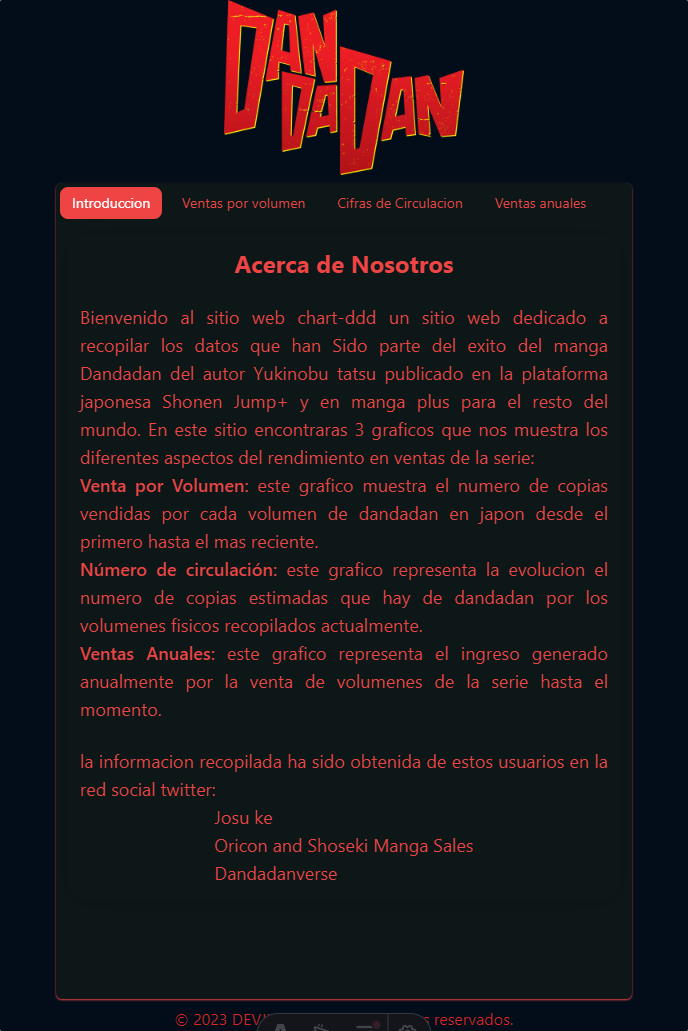 DAN
DA DAN
Introduccion Ventas por volumen Cifras de Circulacion Ventas anuales
Acerca de Nosotros
Bienvenido al sitio web chart-ddd un sitio web dedicado a
recopilar los datos que han Sido parte del exito del manga
Dandadan del autor Yukinobu tatsu publicado en la plataforma
japonesa Shonen Jump+ y en manga plus para el resto del
mundo. En este sitio encontraras 3 graficos que nos muestra los
diferentes aspectos del rendimiento en ventas de la serie:
Venta por Volumen: este grafico muestra el numero de copias
vendidas por cada volumen de dandadan en japon desde el
primero hasta el mas reciente.
Número de circulación: este grafico representa la evolucion el
numero de copias estimadas que hay de dandadan por los
volumenes fisicos recopilados actualmente.
Ventas Anuales: este grafico representa el ingreso generado
anualmente por la venta de volumenes de la serie hasta el
momento.
la informacion recopilada ha sido obtenida de estos usuarios en la
red social twitter:
Josu ke
Oricon and Shoseki Manga Sales
Dandadanverse
© 2023 reservados.